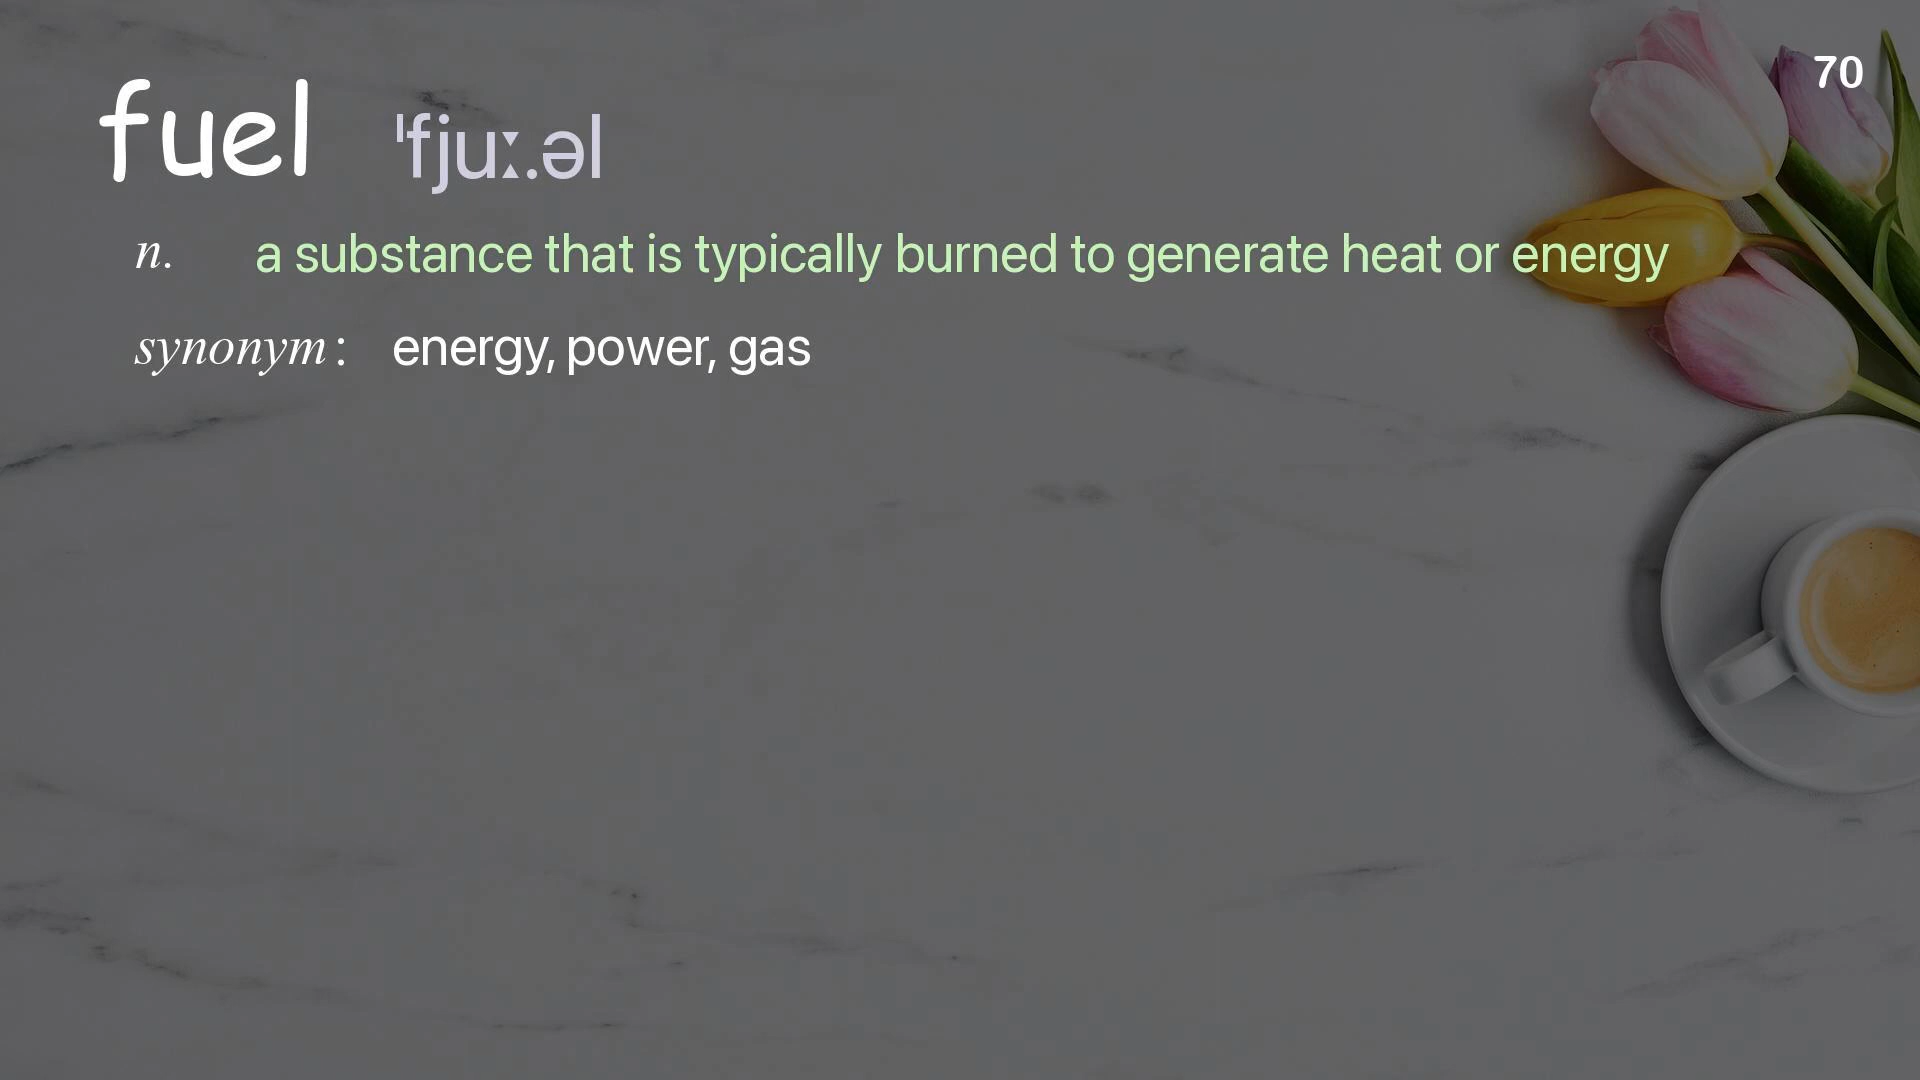 70
fuel ˈfjuː.əl
n. a substance that is typically burned to generate heat or energy
synonym: energy, power, gas